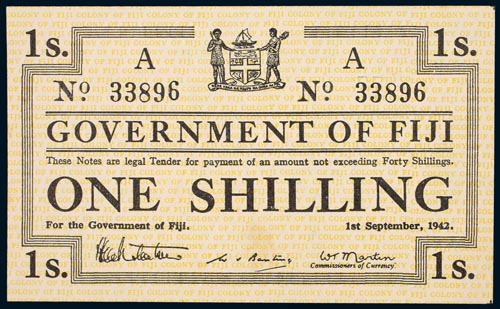 1s. 1s.
A A
Nº 33896 Nº 33896
GOVERNMENT OF FIJI
These Notes are legal Tender for payment of an amount not exceeding Forty Shillings.
ONE SHILLING
For the Government of Fiji. 1st September, 1942.
W Marten
Commissioners of Currency.
1s. 1s.